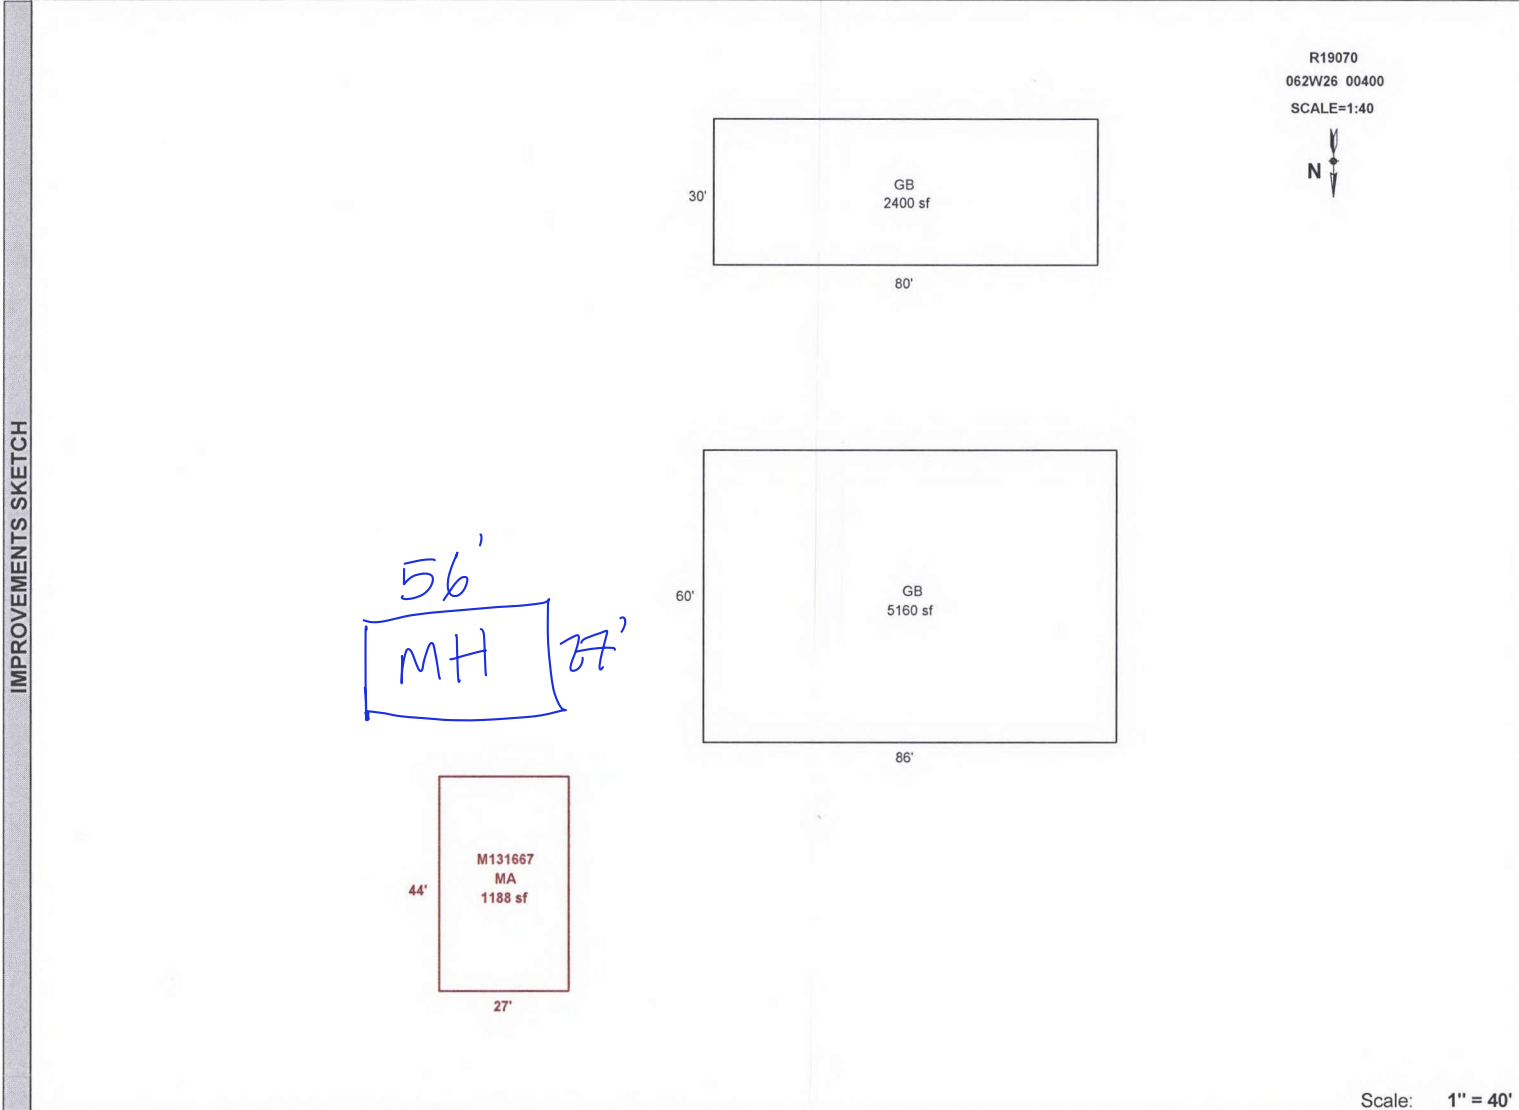 IMPROVEMENTS SKETCH
R19070
062W26 00400
SCALE=1:40
N
30'
GB
2400 sf
80'
56'
MH
27'
60'
GB
5160 sf
86'
M131667
MA
1188 sf
44'
27'
Scale: 1" = 40'